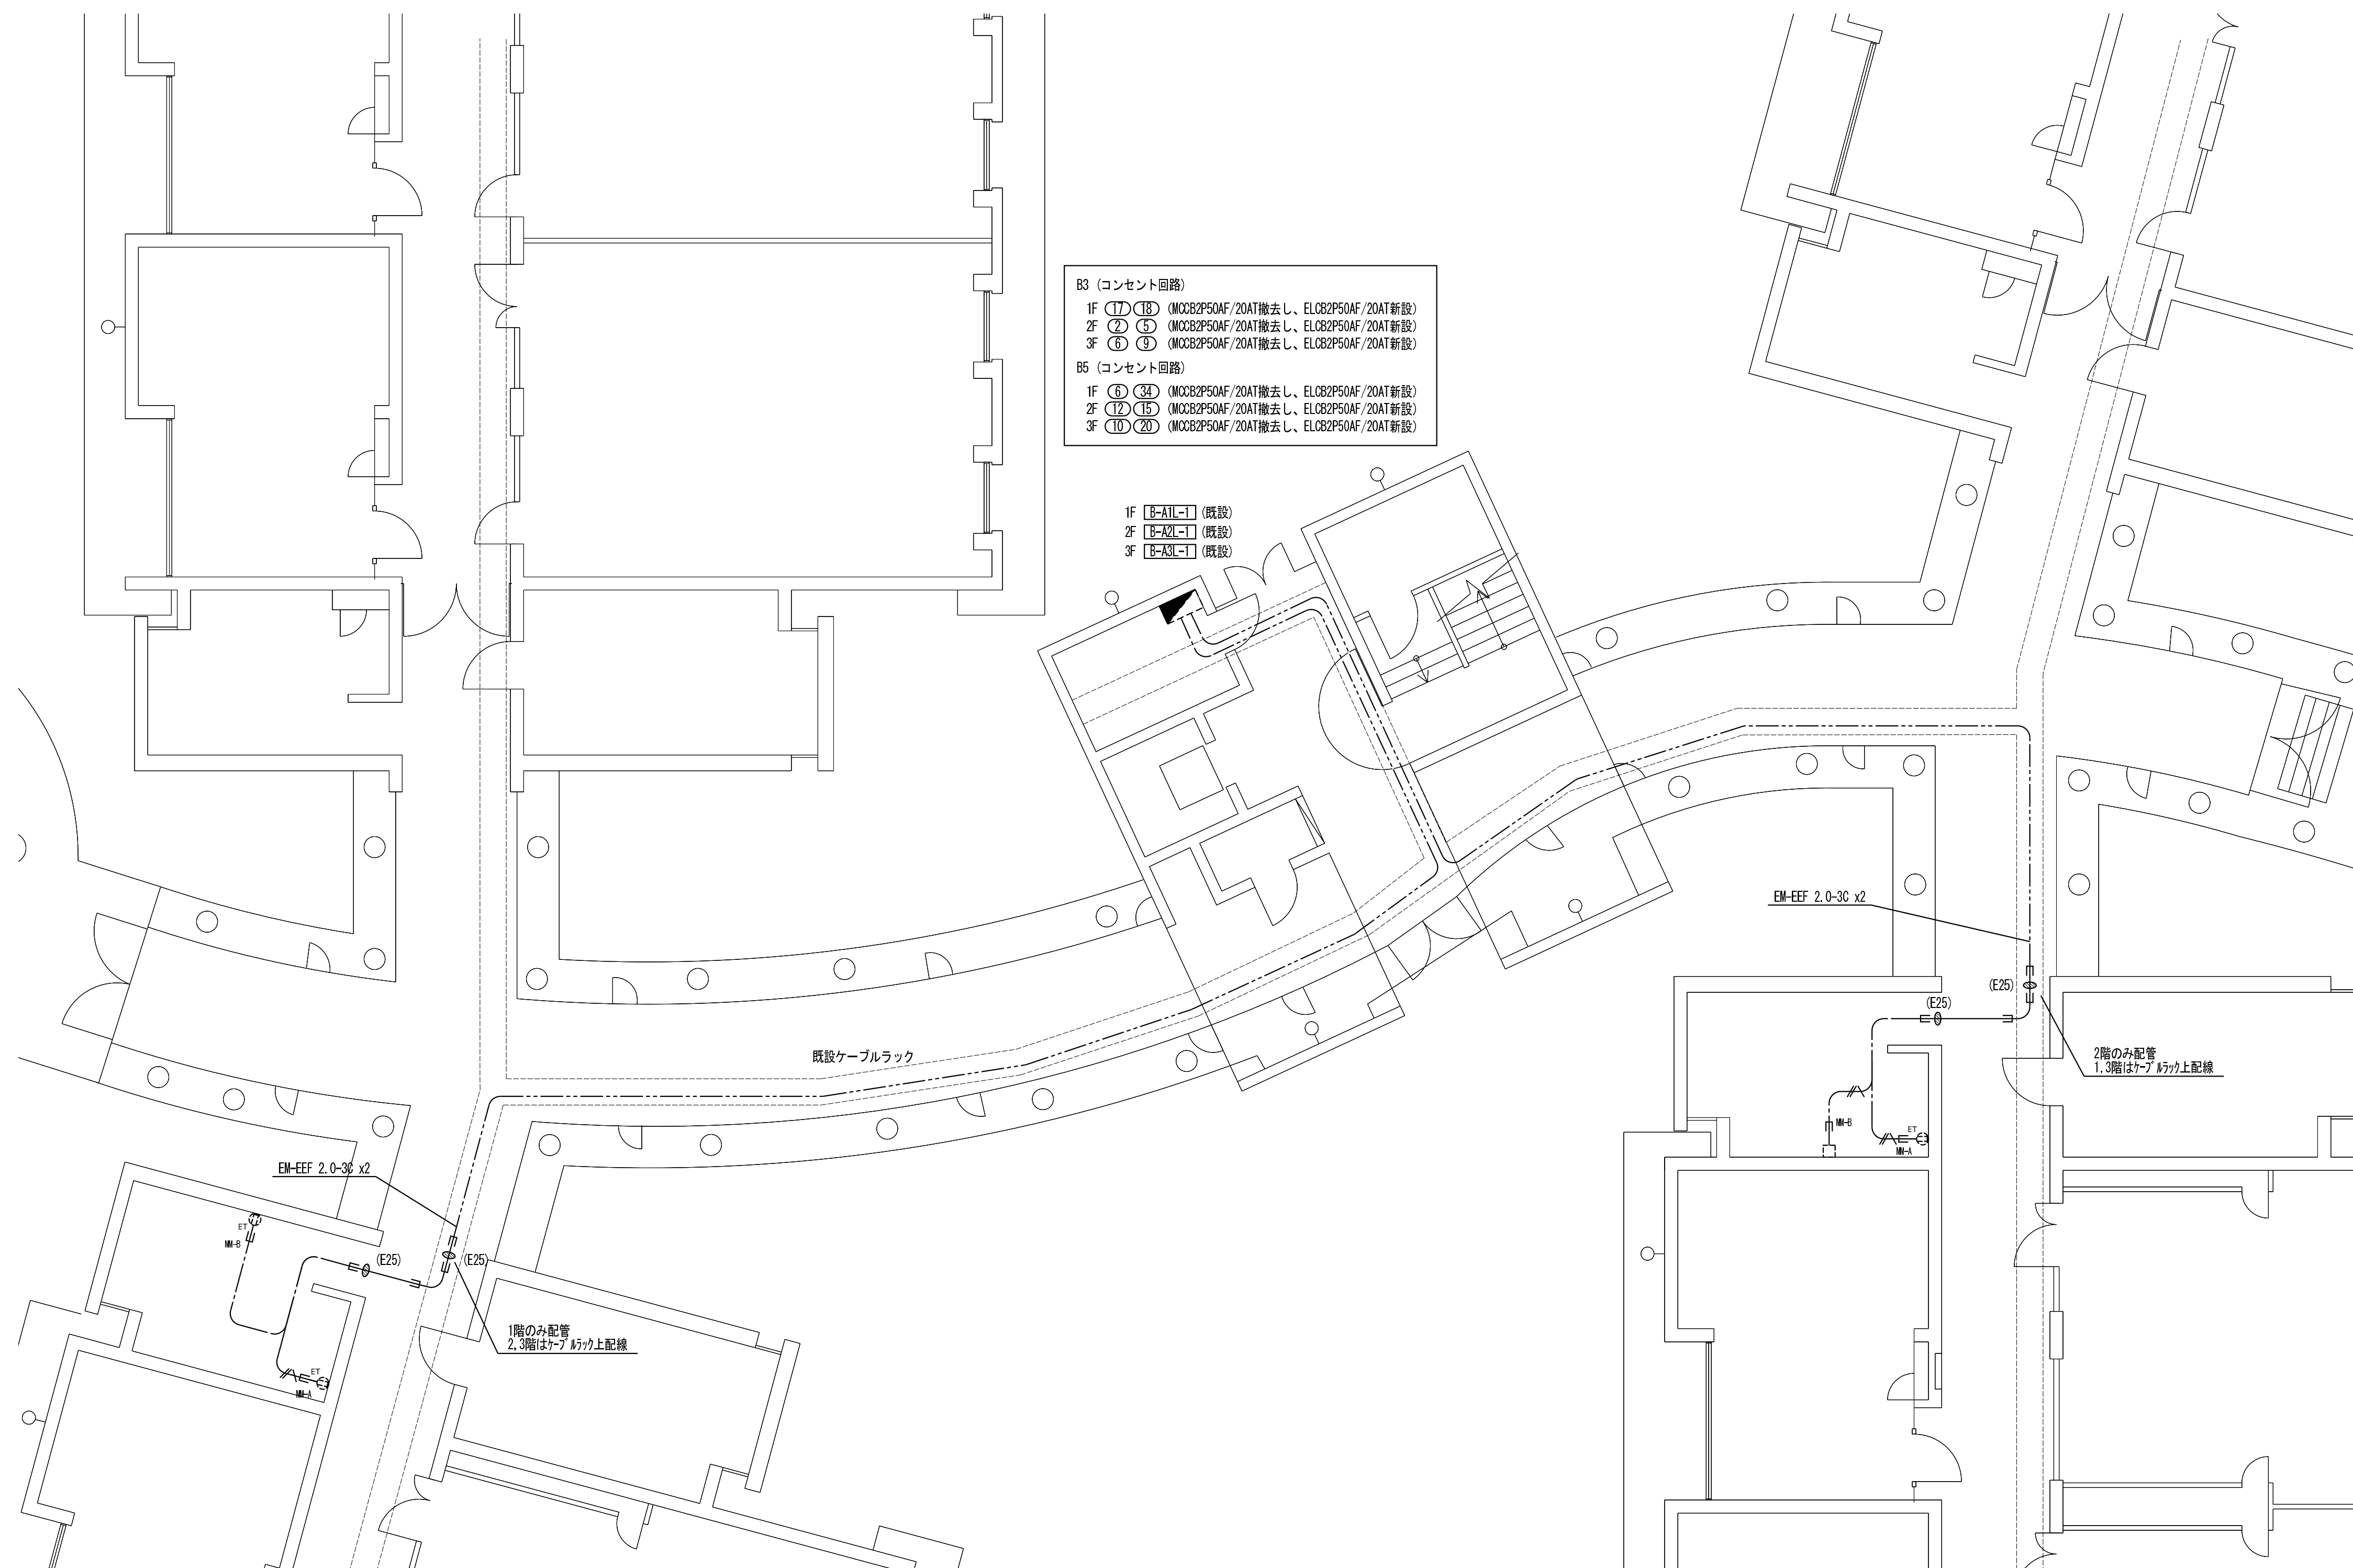 B3 (コンセント回路)
1F 17 18 (MCCB2P50AF/20AT撤去し、ELCB2P50AF/20AT新設)
2F 2 5 (MCCB2P50AF/20AT撤去し、ELCB2P50AF/20AT新設)
3F 6 9 (MCCB2P50AF/20AT撤去し、ELCB2P50AF/20AT新設)
B5 (コンセント回路)
1F 6 34 (MCCB2P50AF/20AT撤去し、ELCB2P50AF/20AT新設)
2F 12 15 (MCCB2P50AF/20AT撤去し、ELCB2P50AF/20AT新設)
3F 10 20 (MCCB2P50AF/20AT撤去し、ELCB2P50AF/20AT新設)
1F B-A1L-1 (既設)
2F B-A2L-1 (既設)
3F B-A3L-1 (既設)
EM-EEF 2.0-3C x2
(E25)
(E25)
既設ケーブルラック
2階のみ配管
1,3階はケーブルラック上配線
MM-B
ET
MM-A
EM-EEF 2.0-3C x2
ET
MM-B
(E25)
(E25)
1階のみ配管
2,3階はケーブルラック上配線
ET
MM-A